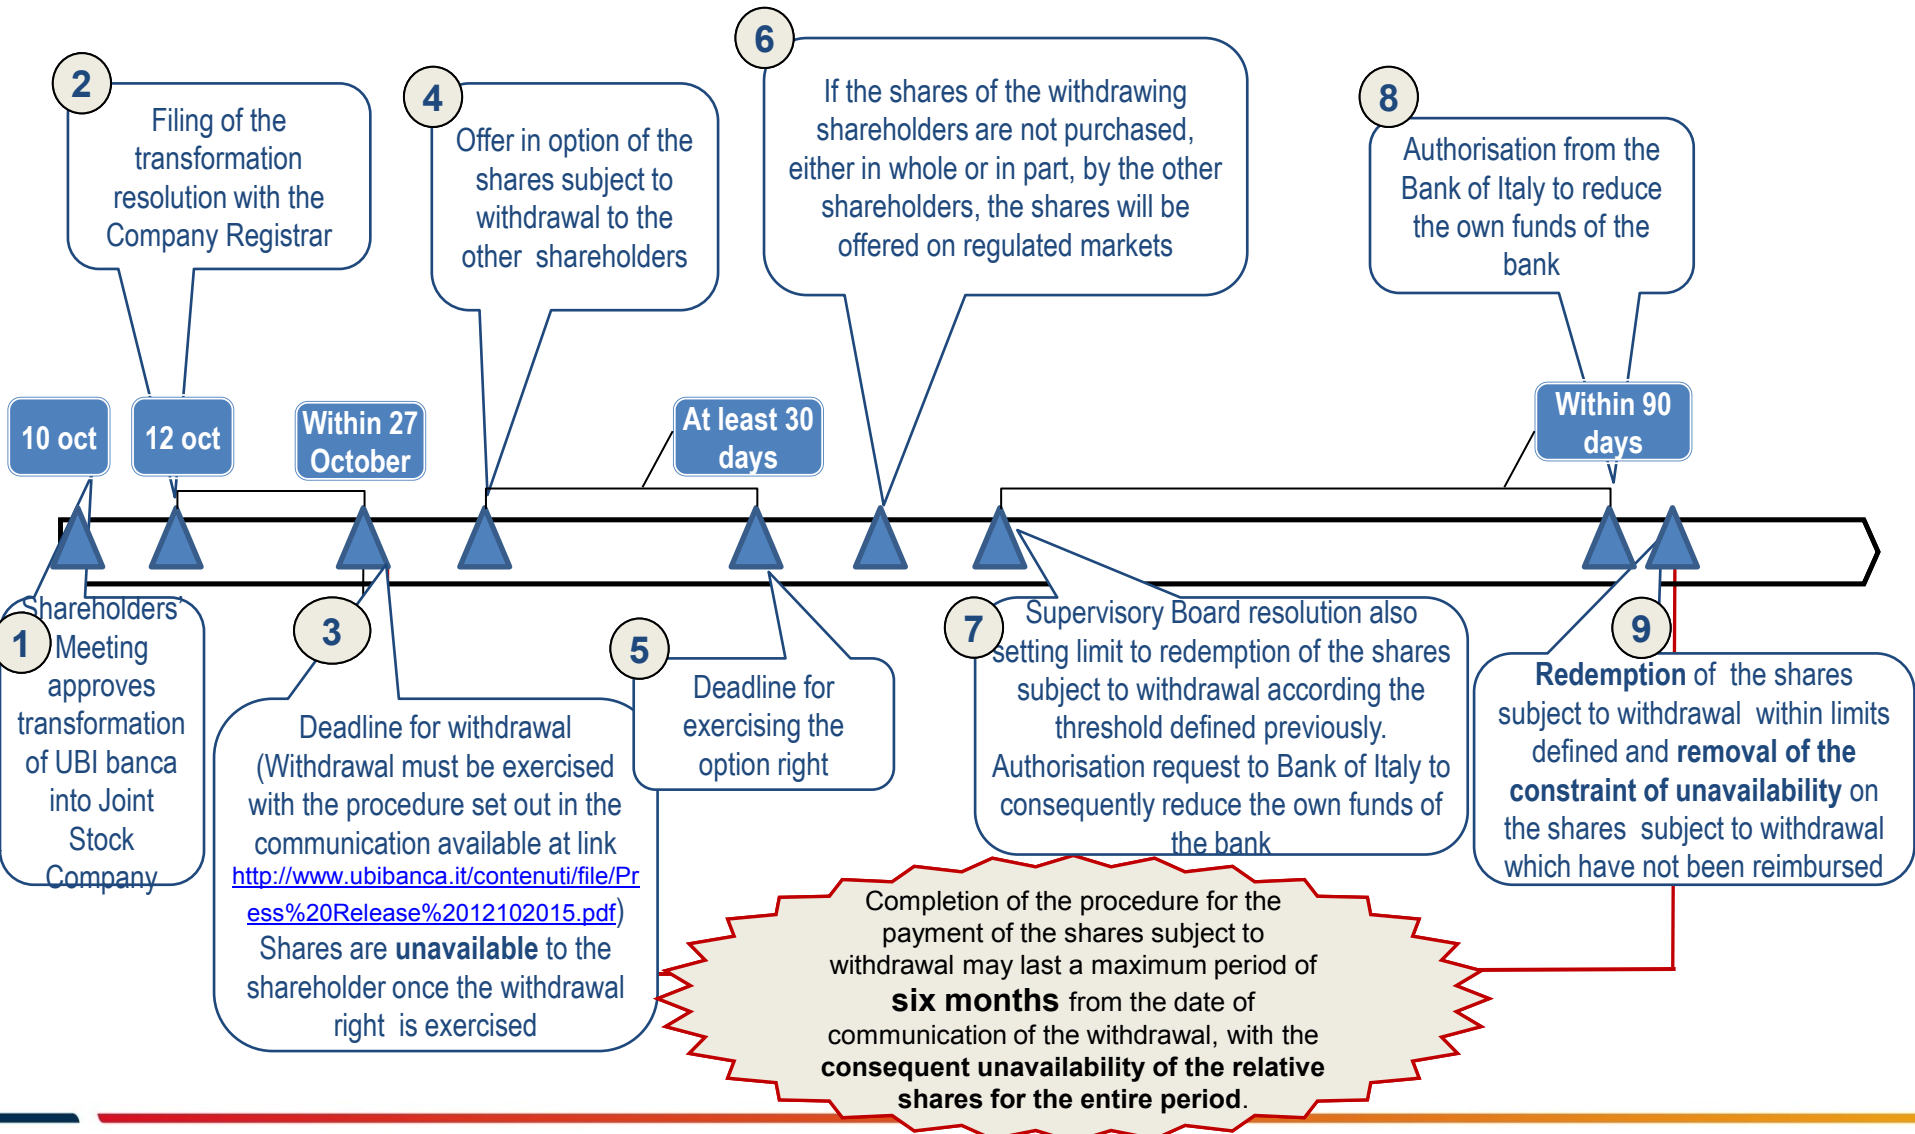 6
2
If the shares of the withdrawing
shareholders are not purchased,
either in whole or in part, by the other
shareholders, the shares will be
offered on regulated markets
4
8
Filing of the
transformation
resolution with the
Company Registrar
Offer in option of the
shares subject to
withdrawal to the
other shareholders
Authorisation from the
Bank of Italy to reduce
the own funds of the
bank
10 oct
12 oct
Within 27
October
At least 30
days
Within 90
days
1
Shareholders'
Meeting
approves
transformation
of UBI banca
into Joint
Stock
Company
3
Deadline for withdrawal
(Withdrawal must be exercised
with the procedure set out in the
communication available at link
http://www.ubibanca.it/contenuti/file/Pr
ess%20Release%2012102015.pdf)
Shares are unavailable to the
shareholder once the withdrawal
right is exercised
5
Deadline for
exercising the
option right
7
Supervisory Board resolution also
setting limit to redemption of the shares
subject to withdrawal according the
threshold defined previously.
Authorisation request to Bank of Italy to
consequently reduce the own funds of
the bank
9
Redemption of the shares
subject to withdrawal within limits
defined and removal of the
constraint of unavailability on
the shares subject to withdrawal
which have not been reimbursed
Completion of the procedure for the
payment of the shares subject to
withdrawal may last a maximum period of
six months from the date of
communication of the withdrawal, with the
consequent unavailability of the relative
shares for the entire period.